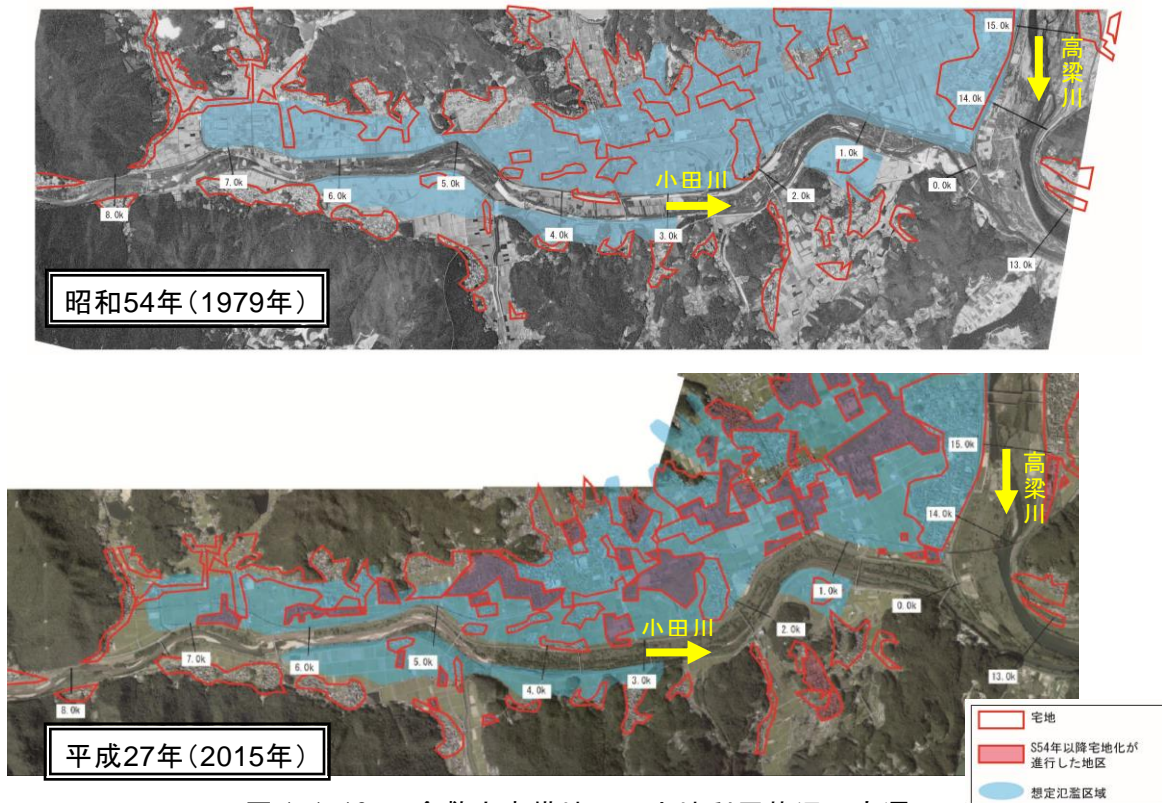 15.0k
高梁川
14.0k
1.0k
7.0k
6.0k
5.0k
小田川
2.0k
0.0k
8.0k
4.0k
3.0k
13.0k
昭和54年(1979年)
15.0k
高梁川
14.0k
1.0k
0.0k
小田川
2.0k
7.0k
6.0k
5.0k
4.0k
3.0k
13.0k
8.0k
平成27年(2015年)
宅地
S54年以降宅地化が
進行した地区
想定氾濫区域